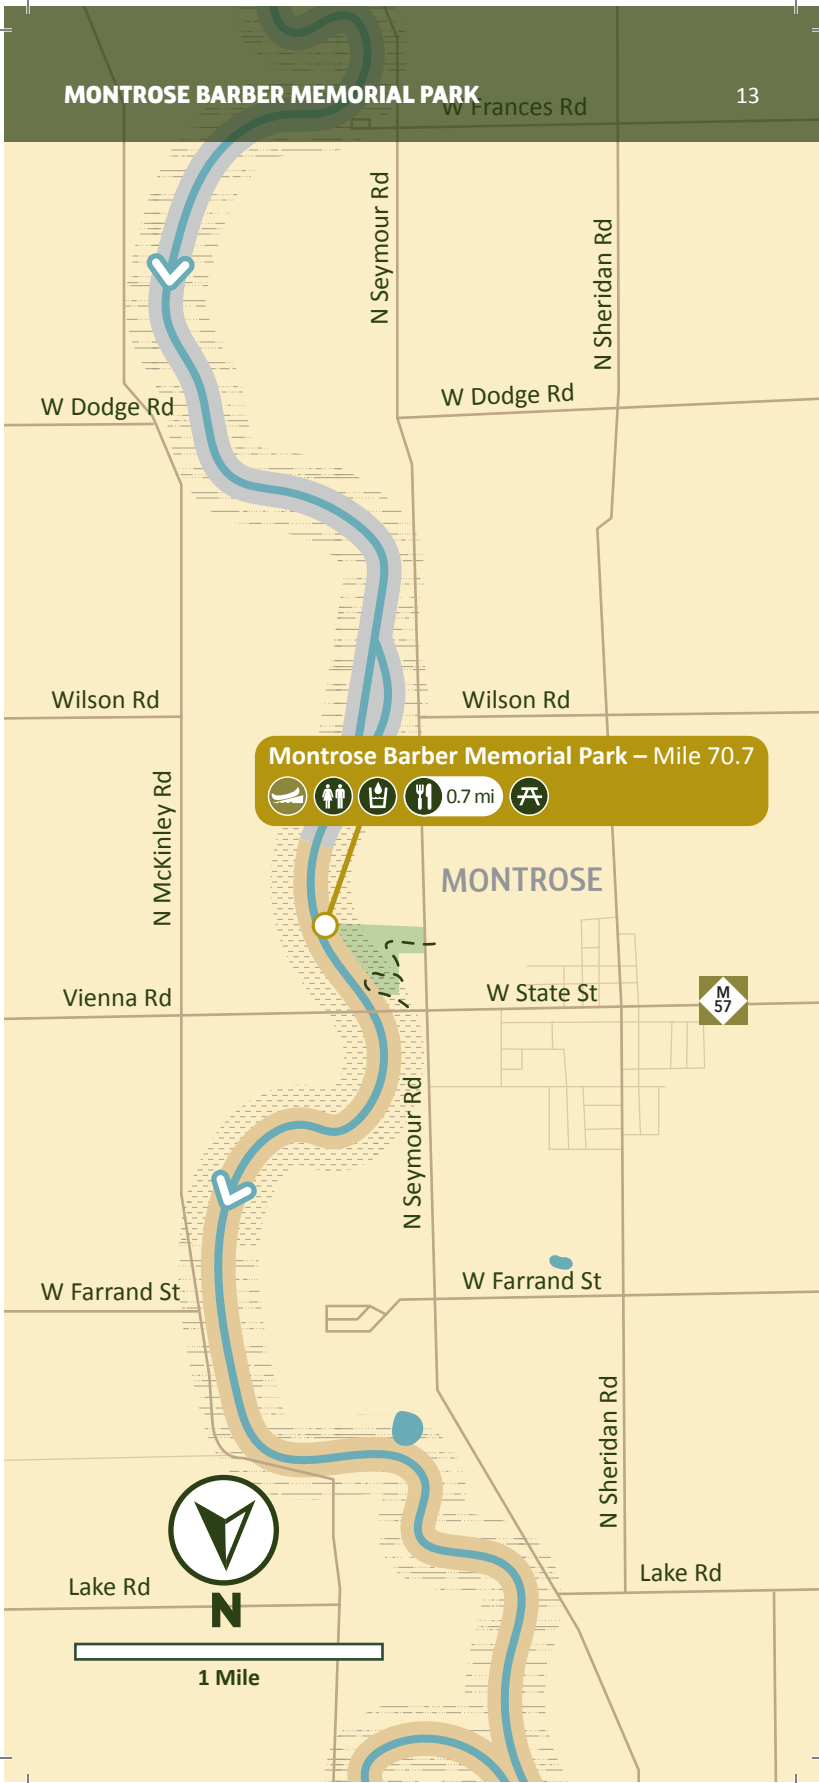 MONTROSE BARBER MEMORIAL PARK
13
W Frances Rd
N Seymour Rd
N Sheridan Rd
W Dodge Rd
W Dodge Rd
Wilson Rd
Wilson Rd
Montrose Barber Memorial Park – Mile 70.7
0.7 mi
N McKinley Rd
MONTROSE
Vienna Rd
W State St
M
57
N Seymour Rd
W Farrand St
W Farrand St
N Sheridan Rd
Lake Rd
Lake Rd
N
1 Mile